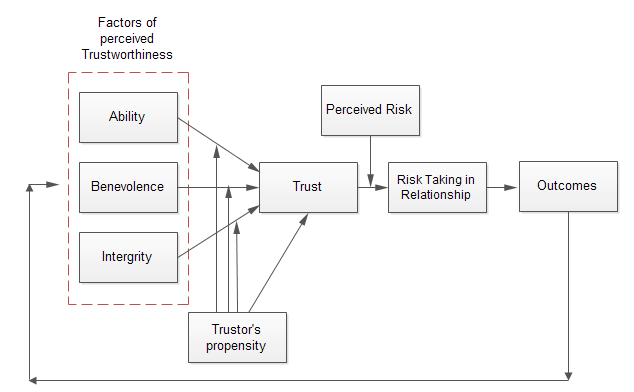 Factors of
perceived
Trustworthiness
Ability
Benevolence
Intergrity
Trustor's
propensity
Trust
Perceived Risk
Risk Taking in
Relationship
Outcomes